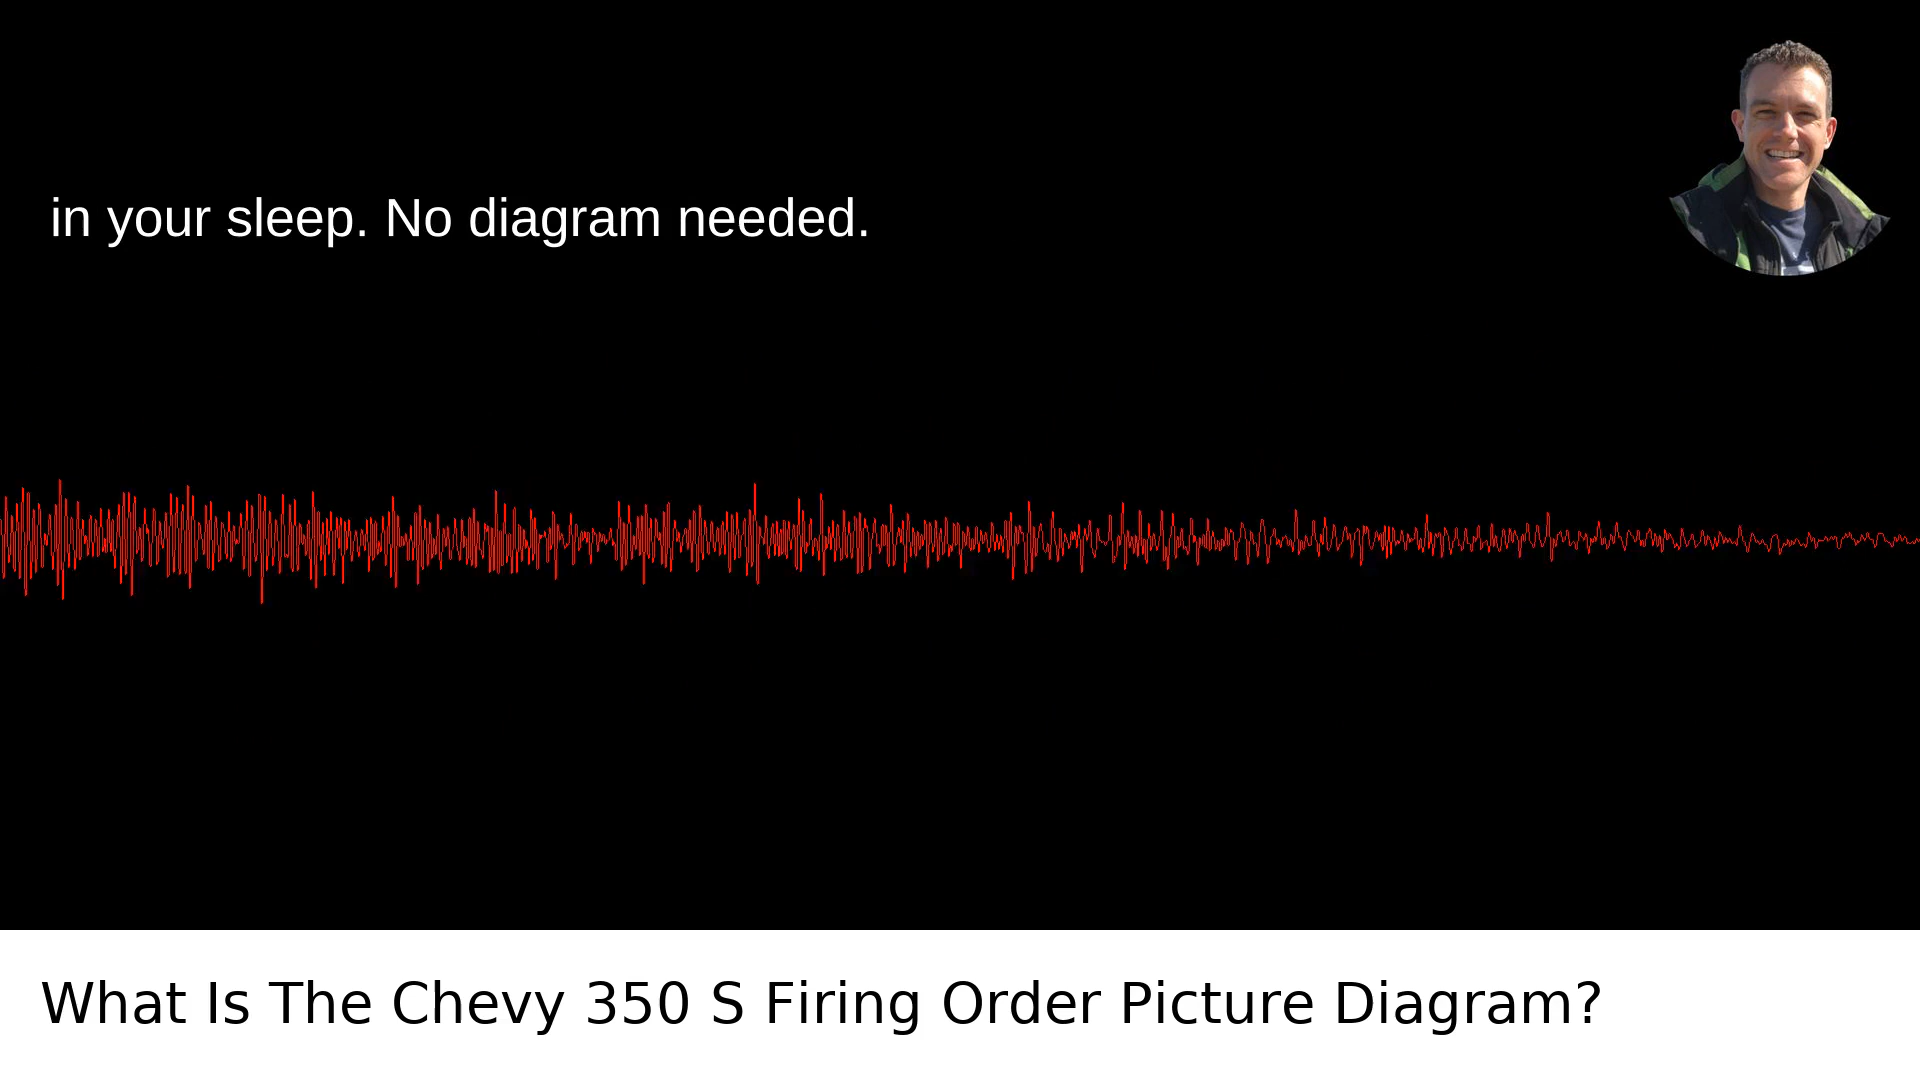 in your sleep. No diagram needed.
What Is The Chevy 350 S Firing Order Picture Diagram?